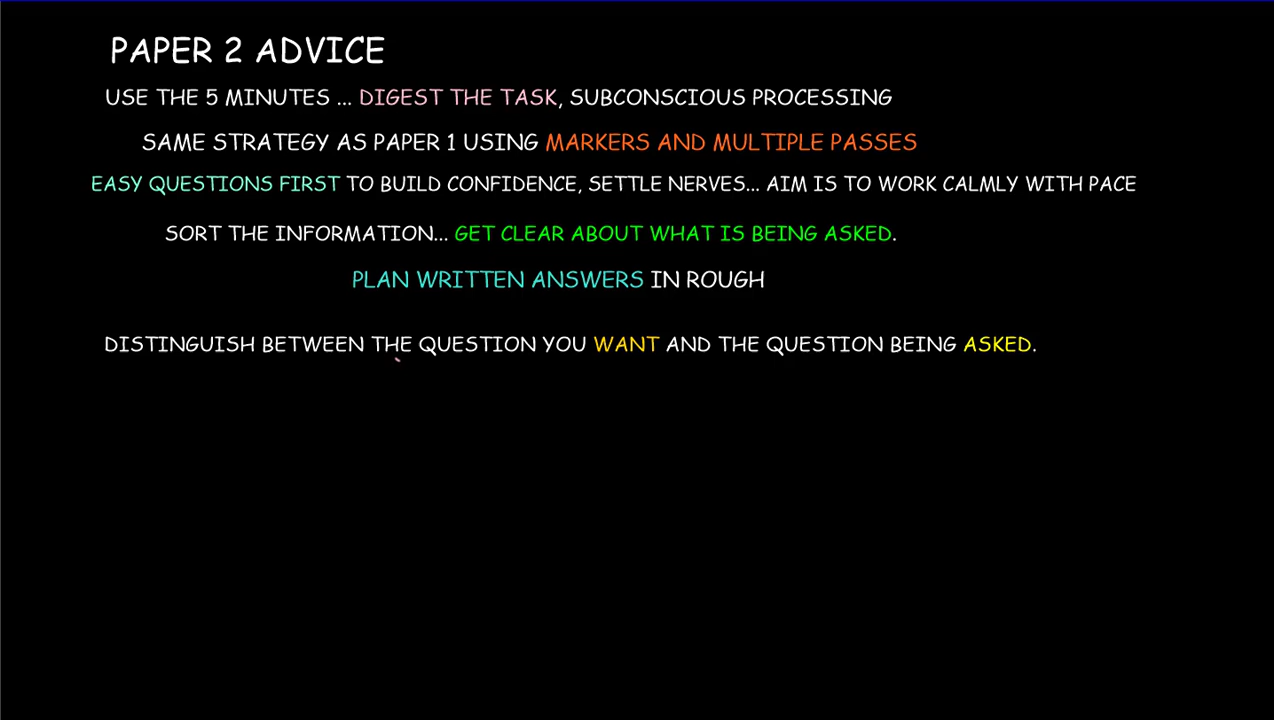 PAPER 2 ADVICE
USE THE 5 MINUTES ... DIGEST THE TASK, SUBCONSCIOUS PROCESSING
SAME STRATEGY AS PAPER 1 USING MARKERS AND MULTIPLE PASSES
EASY QUESTIONS FIRST TO BUILD CONFIDENCE, SETTLE NERVES... AIM IS TO WORK CALMLY WITH PACE
SORT THE INFORMATION... GET CLEAR ABOUT WHAT IS BEING ASKED.
PLAN WRITTEN ANSWERS IN ROUGH
DISTINGUISH BETWEEN THE QUESTION YOU WANT AND THE QUESTION BEING ASKED.